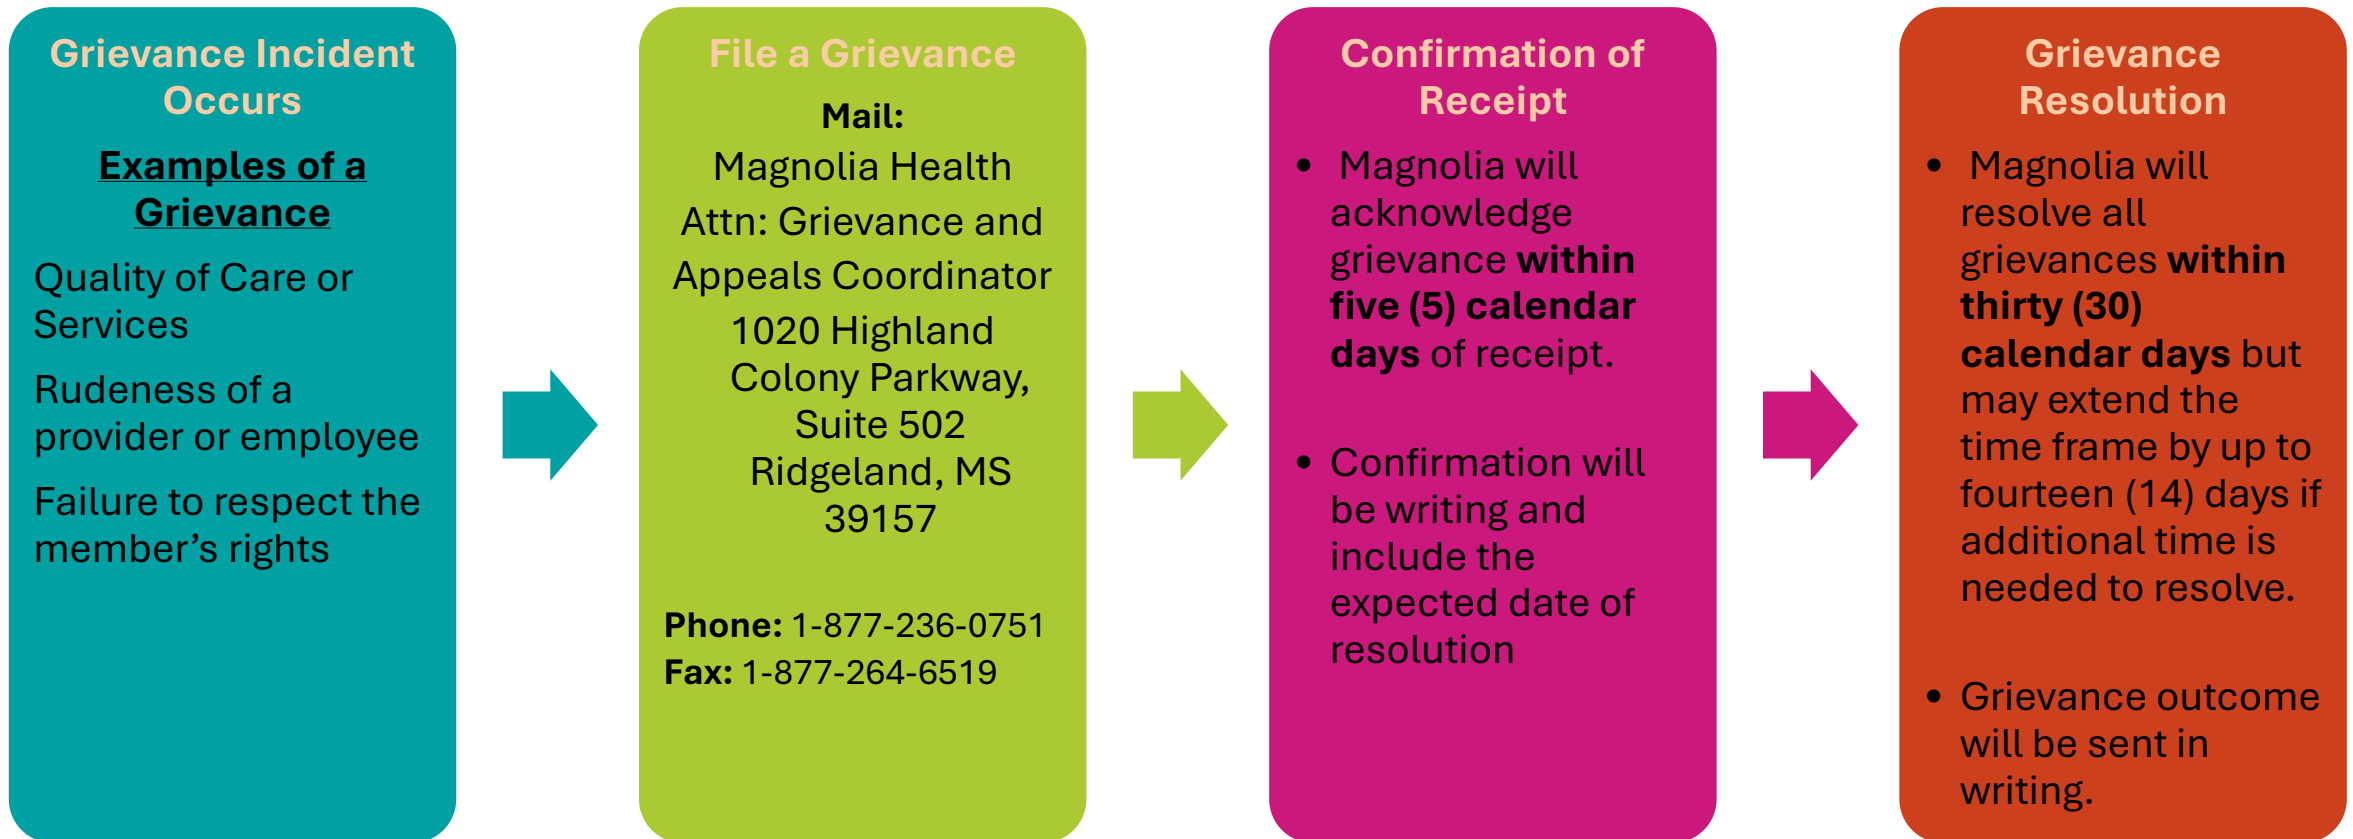 Grievance Incident
Occurs
Examples of a
Grievance
Quality of Care or
Services
Rudeness of a
provider or employee
Failure to respect the
member’s rights
File a Grievance
Mail:
Magnolia Health
Attn: Grievance and
Appeals Coordinator
1020 Highland
Colony Parkway,
Suite 502
Ridgeland, MS
39157
Phone: 1-877-236-0751
Fax: 1-877-264-6519
Confirmation of
Receipt
• Magnolia will
acknowledge
grievance within
five (5) calendar
days of receipt.
• Confirmation will
be writing and
include the
expected date of
resolution
Grievance
Resolution
• Magnolia will
resolve all
grievances within
thirty (30)
calendar days but
may extend the
time frame by up to
fourteen (14) days if
additional time is
needed to resolve.
• Grievance outcome
will be sent in
writing.